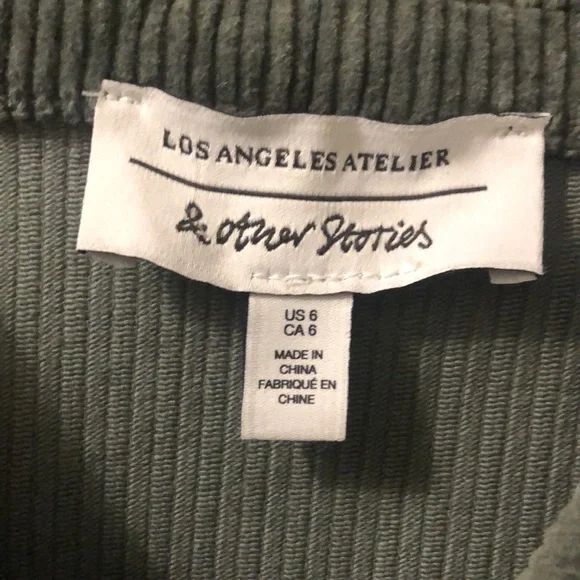 LOS ANGELES ATELIER
& other Stories
US 6
CA 6
MADE IN
CHINA
FABRIQUÉ EN
CHINE